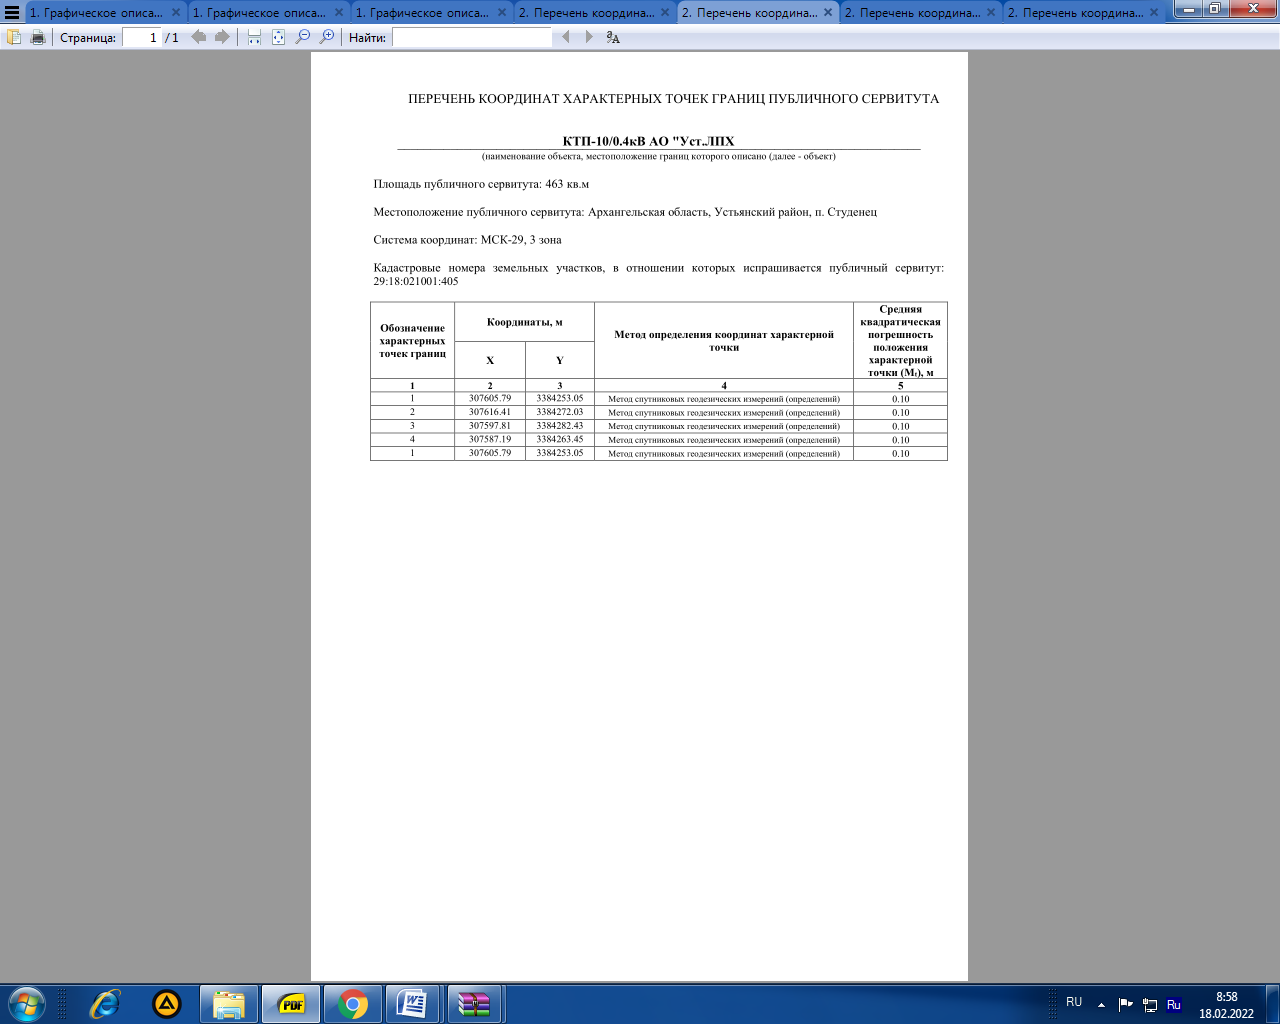 1. Графическое описа... 1. Графическое описа... 1. Графическое описа... 2. Перечень координа... 2. Перечень координа... 2. Перечень координа... 2. Перечень координа...
Страница: 1 / 1 Найти:
ПЕРЕЧЕНЬ КООРДИНАТ ХАРАКТЕРНЫХ ТОЧЕК ГРАНИЦ ПУБЛИЧНОГО СЕРВИТУТА
КТП-10/0.4кВ АО "Уст.ЛПХ
(наименование объекта, местоположение границ которого описано (далее - объект)
Площадь публичного сервитута: 463 кв.м
Местоположение публичного сервитута: Архангельская область, Устьянский район, п. Студенец
Система координат: МСК-29, 3 зона
Кадастровые номера земельных участков, в отношении которых испрашивается публичный сервитут:
29:18:021001:405
Обозначение
характерных
точек границ
Координаты, м
X Y
Метод определения координат характерной
точки
Средняя
квадратическая
погрешность
положения
характерной
точки (Mt), м
1 2 3 4 5
1 307605.79 3384253.05 Метод спутниковых геодезических измерений (определений) 0.10
2 307616.41 3384272.03 Метод спутниковых геодезических измерений (определений) 0.10
3 307597.81 3384282.43 Метод спутниковых геодезических измерений (определений) 0.10
4 307587.19 3384263.45 Метод спутниковых геодезических измерений (определений) 0.10
1 307605.79 3384253.05 Метод спутниковых геодезических измерений (определений) 0.10
PDF
RU Ru 8:58
18.02.2022